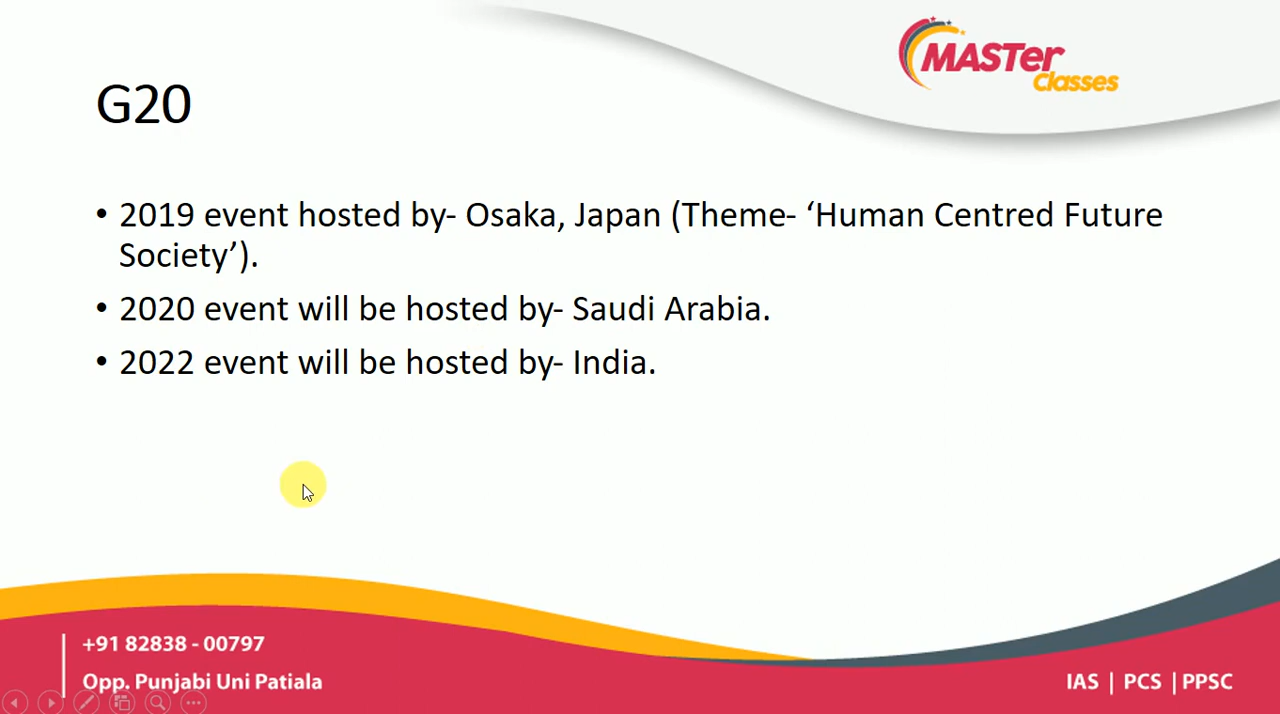 MASTer
Classes
G20
• 2019 event hosted by- Osaka, Japan (Theme- ‘Human Centred Future
Society’).
• 2020 event will be hosted by- Saudi Arabia.
• 2022 event will be hosted by- India.
+91 82838 - 00797
Opp. Punjabi Uni Patiala
IAS | PCS | PPSC